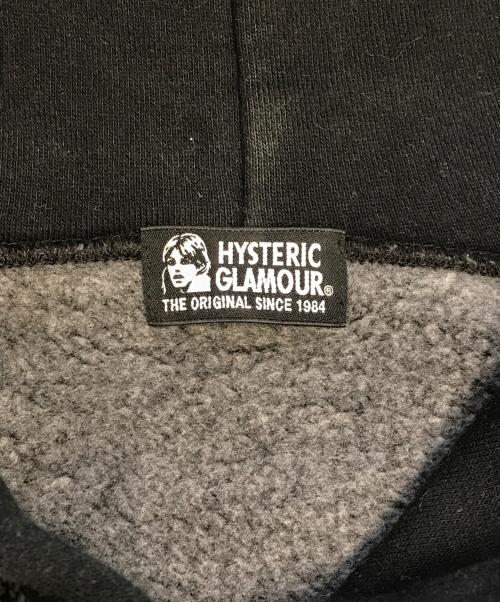 HYSTERIC
GLAMOUR®
THE ORIGINAL SINCE 1984